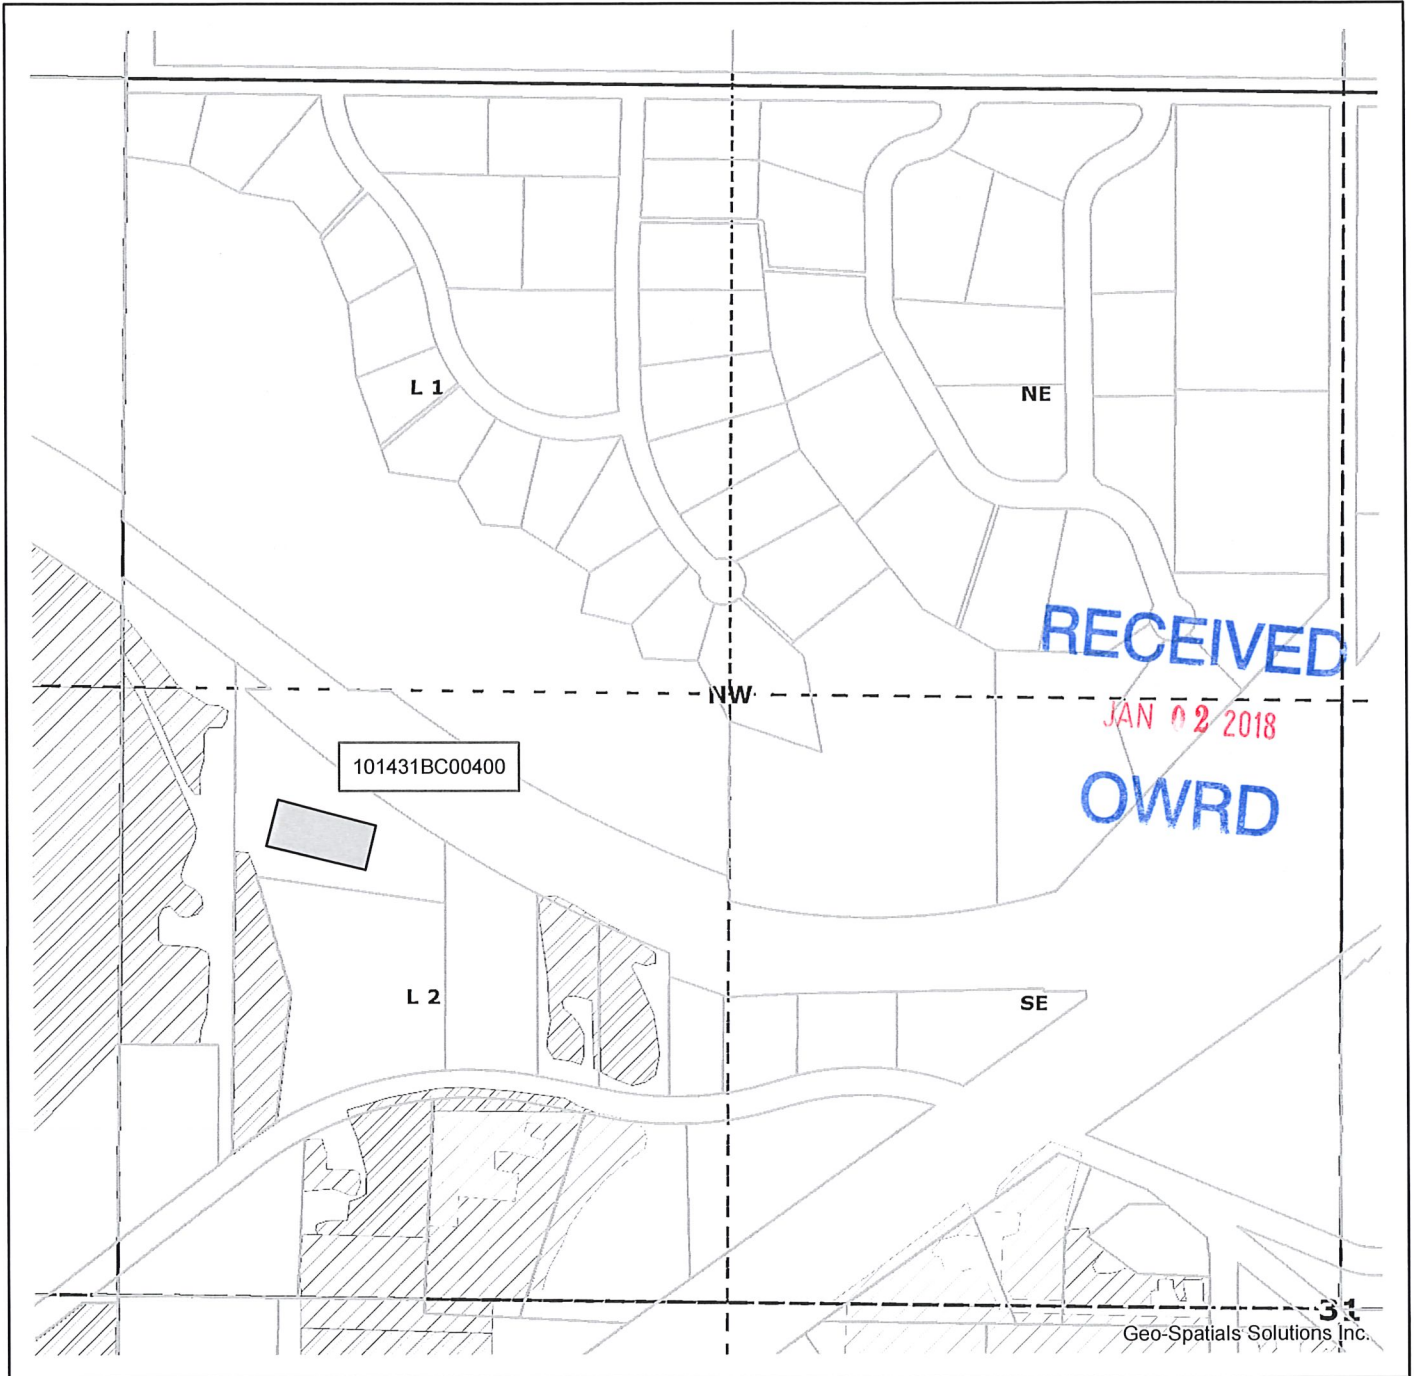 L 1
NE
RECEIVED
NW
JAN 02 2018
101431BC00400
OWRD
L 2
SE
31
Geo-Spatials Solutions Inc.